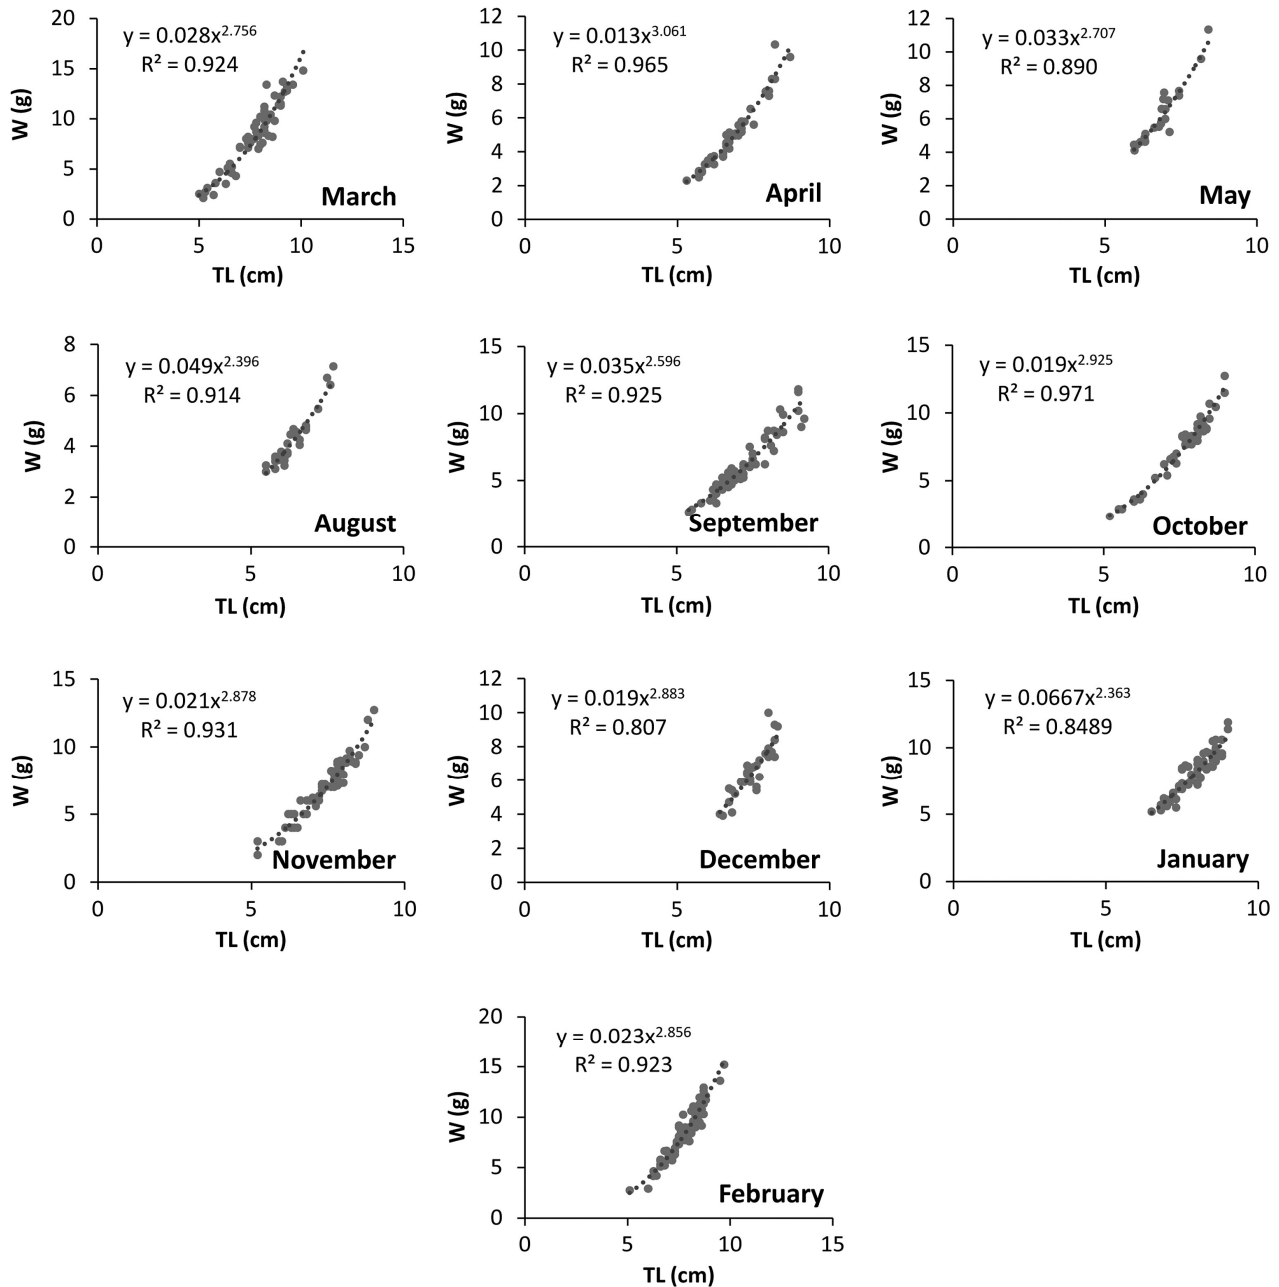 20
15
10
5
0
y = 0.028x^2.756
R² = 0.924
March
0 5 10 15
TL (cm)
W (g)
12
10
8
6
4
2
0
y = 0.013x^3.061
R² = 0.965
April
0 5 10
TL (cm)
W (g)
12
10
8
6
4
2
0
y = 0.033x^2.707
R² = 0.890
May
0 5 10
TL (cm)
W (g)
8
6
4
2
0
y = 0.049x^2.396
R² = 0.914
August
0 5 10
TL (cm)
W (g)
15
10
5
0
y = 0.035x^2.596
R² = 0.925
September
0 5 10
TL (cm)
W (g)
15
10
5
0
y = 0.019x^2.925
R² = 0.971
October
0 5 10
TL (cm)
W (g)
15
10
5
0
y = 0.021x^2.878
R² = 0.931
November
0 5 10
TL (cm)
W (g)
12
10
8
6
4
2
0
y = 0.019x^2.883
R² = 0.807
December
0 5 10
TL (cm)
W (g)
15
10
5
0
y = 0.0667x^2.363
R² = 0.8489
January
0 5 10
TL (cm)
W (g)
20
15
10
5
0
y = 0.023x^2.856
R² = 0.923
February
0 5 10 15
TL (cm)
W (g)